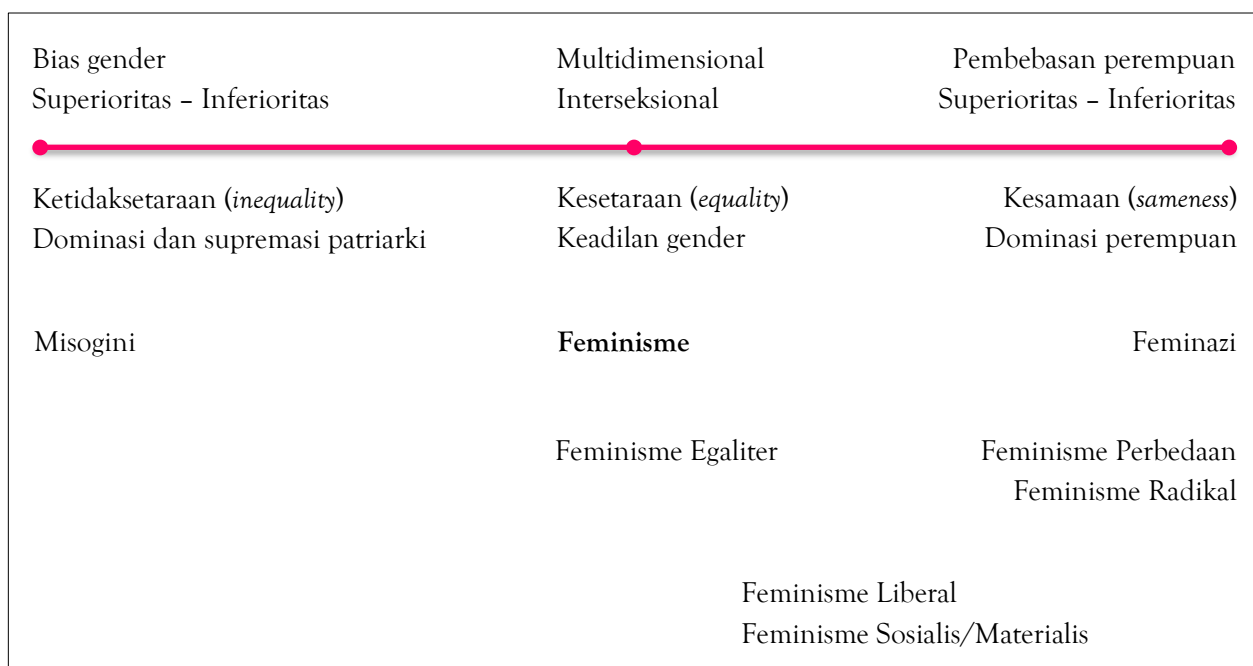 Bias gender
Superioritas – Inferioritas
Multidimensional
Interseksional
Pembebasan perempuan
Superioritas – Inferioritas
Ketidaksetaraan (inequality)
Dominasi dan supremasi patriarki
Kesetaraan (equality)
Keadilan gender
Kesamaan (sameness)
Dominasi perempuan
Misogini
Feminisme
Feminazi
Feminisme Egaliter
Feminisme Perbedaan
Feminisme Radikal
Feminisme Liberal
Feminisme Sosialis/Materialis